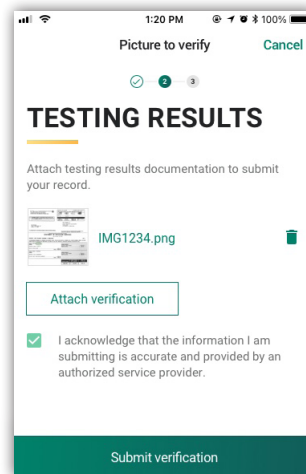 1:20 PM
100%
Picture to verify
Cancel
2
3
TESTING RESULTS
Attach testing results documentation to submit
your record.
IMG1234.png
Attach verification
I acknowledge that the information I am
submitting is accurate and provided by an
authorized service provider.
Submit verification